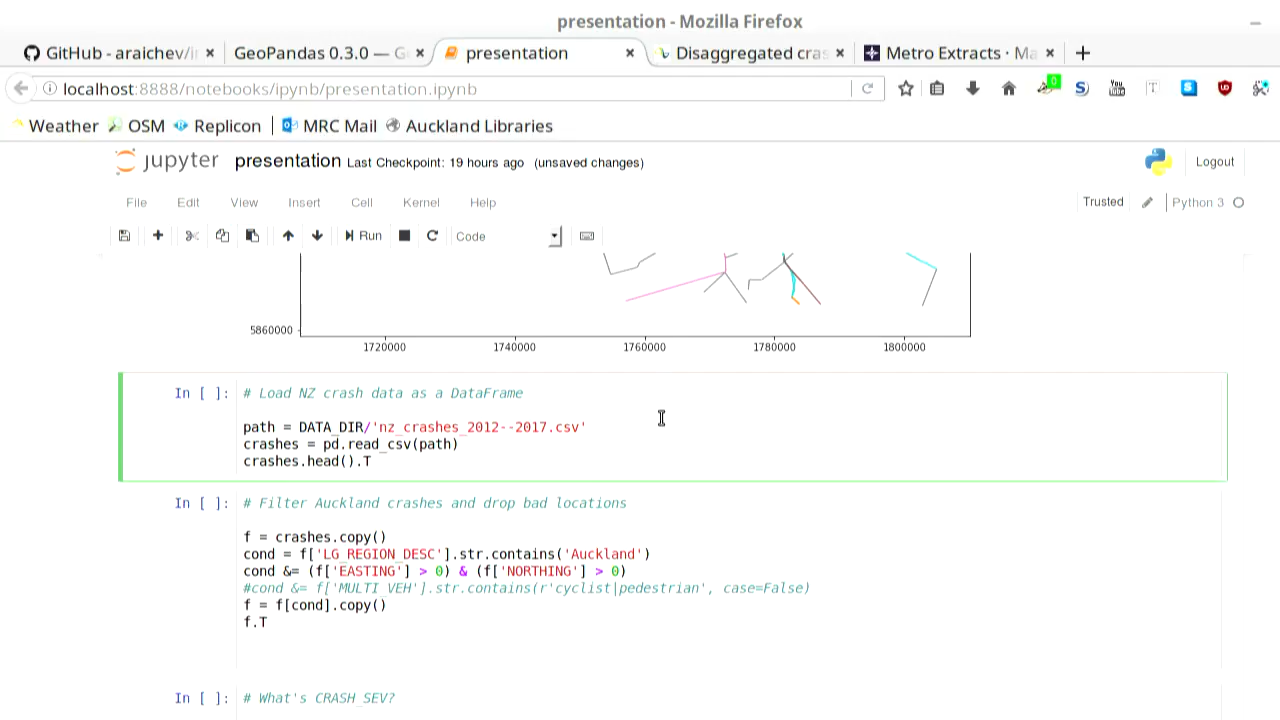 presentation - Mozilla Firefox
GitHub - araichev/i × GeoPandas 0.3.0 — G × presentation × Disaggregated cras × Metro Extracts · Ma × +
localhost:8888/notebooks/ipynb/presentation.ipynb
Weather OSM Replicon MRC Mail Auckland Libraries
jupyter presentation Last Checkpoint: 19 hours ago (unsaved changes) Logout
File Edit View Insert Cell Kernel Help Trusted Python 3
Run Code
5860000
1720000 1740000 1760000 1780000 1800000
In [ ]: # Load NZ crash data as a DataFrame
path = DATA_DIR/'nz_crashes_2012--2017.csv'
crashes = pd.read_csv(path)
crashes.head().T
In [ ]: # Filter Auckland crashes and drop bad locations
f = crashes.copy()
cond = f['LG_REGION_DESC'].str.contains('Auckland')
cond &= (f['EASTING'] > 0) & (f['NORTHING'] > 0)
#cond &= f['MULTI_VEH'].str.contains(r'cyclist|pedestrian', case=False)
f = f[cond].copy()
f.T
In [ ]: # What's CRASH_SEV?